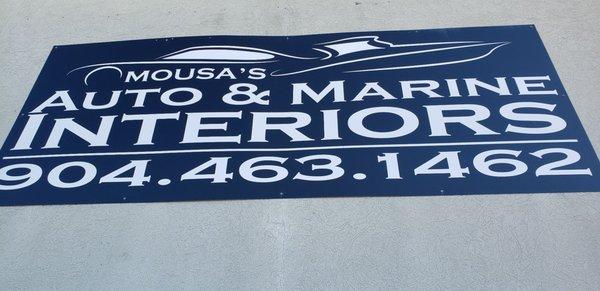 MOUSA'S
AUTO & MARINE
INTERIORS
904.463.1462